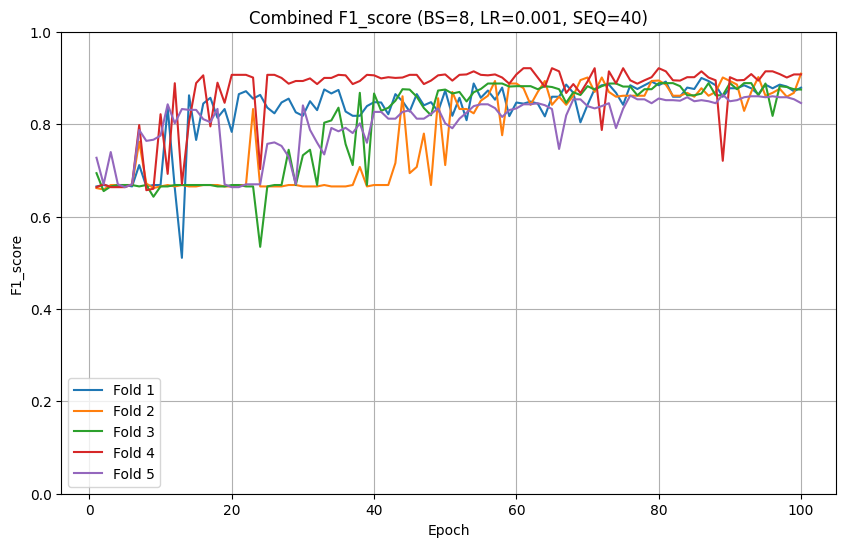 Combined F1_score (BS=8, LR=0.001, SEQ=40)
F1_score
1.0
0.8
0.6
0.4
0.2
0.0
Fold 1
Fold 2
Fold 3
Fold 4
Fold 5
0 20 40 60 80 100
Epoch